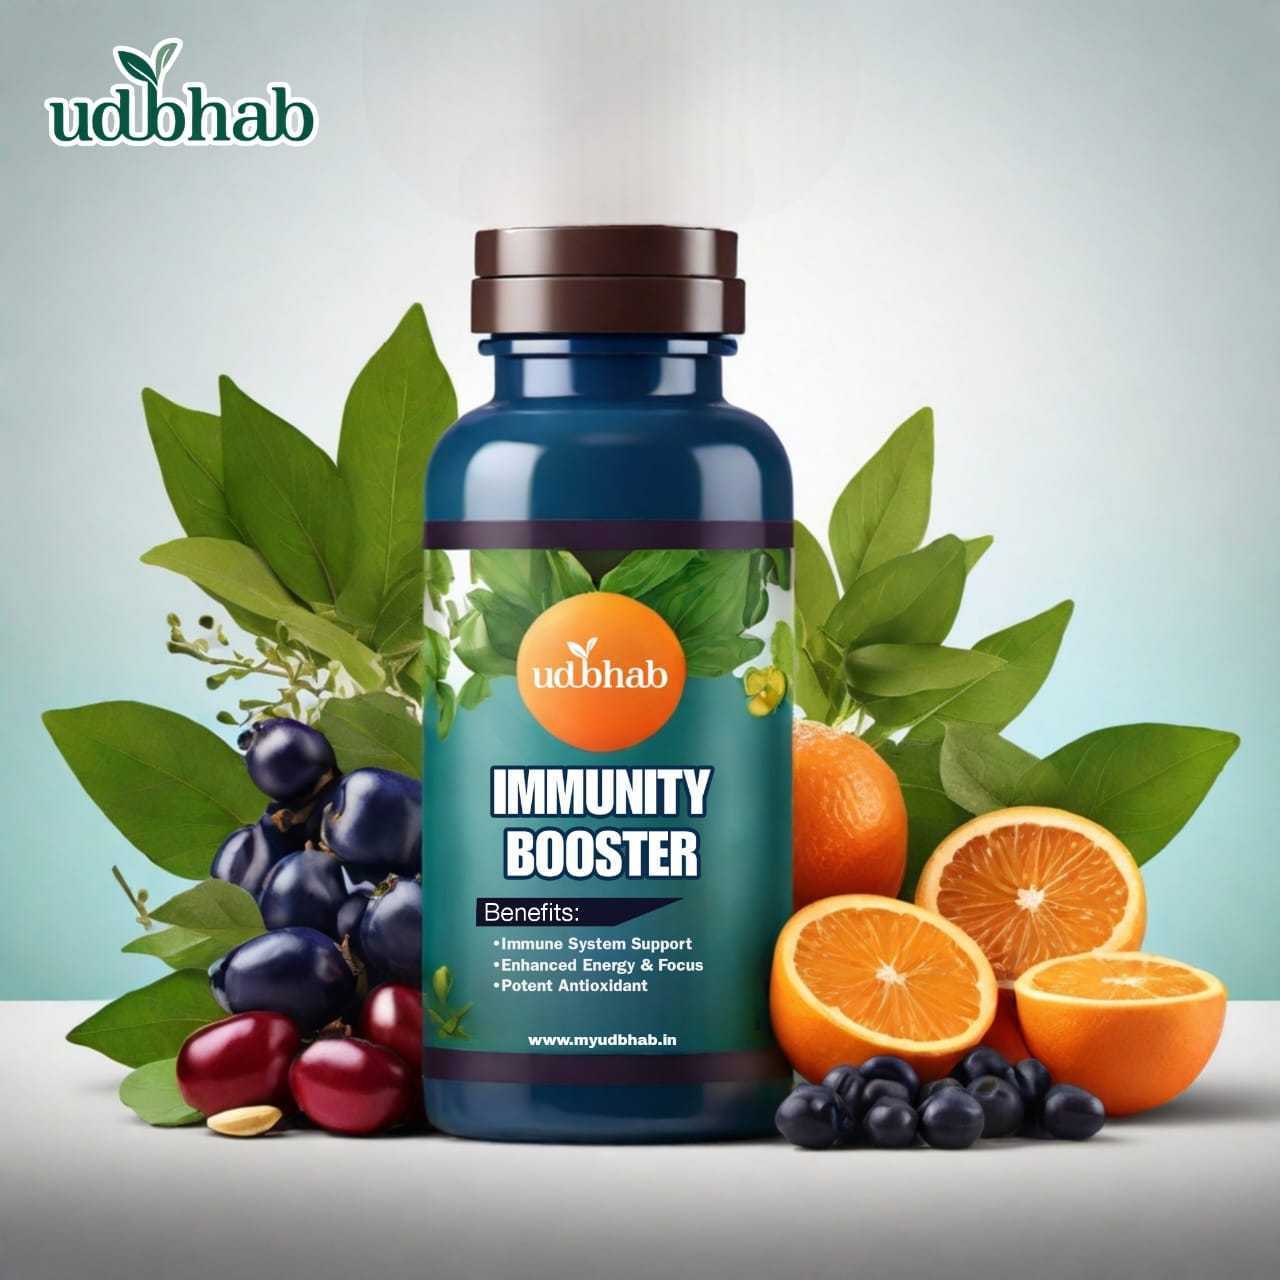 udbhab
udbhab
IMMUNITY
BOOSTER
Benefits:
•Immune System Support
•Enhanced Energy & Focus
•Potent Antioxidant
www.myudbhab.in